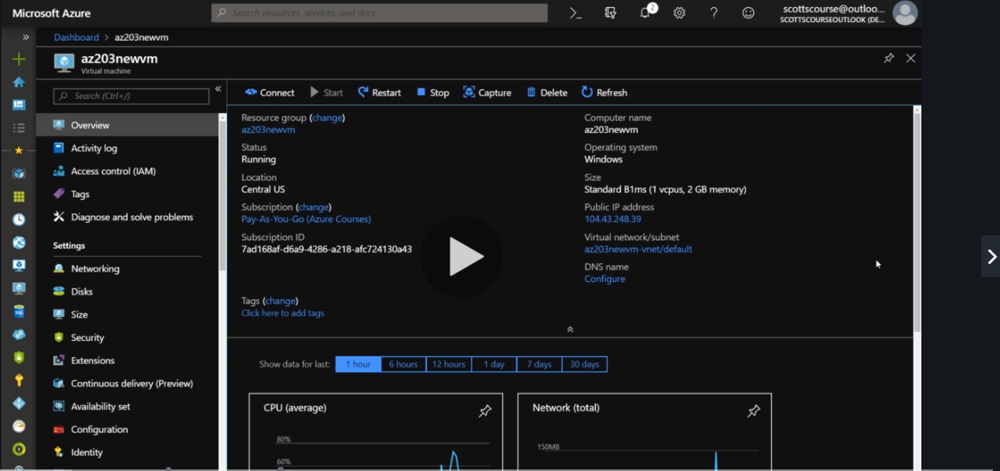 Microsoft Azure
Search resources, services, and docs
2
scottscourse@outloo...
SCOTTSCOURSEOUTLOOK (DE...
Dashboard > az203newvm
az203newvm
Virtual machine
Search (Ctrl+/)
Connect Start Restart Stop Capture Delete Refresh
Overview
Activity log
Access control (IAM)
Tags
Diagnose and solve problems
Settings
Networking
Disks
Size
Security
Extensions
Continuous delivery (Preview)
Availability set
Configuration
Identity
Resource group (change)
az203newvm
Status
Running
Location
Central US
Subscription (change)
Pay-As-You-Go (Azure Courses)
Subscription ID
7ad168af-d6a9-4286-a218-afc724130a43
Tags (change)
Click here to add tags
Computer name
az203newvm
Operating system
Windows
Size
Standard B1ms (1 vcpus, 2 GB memory)
Public IP address
104.43.248.39
Virtual network/subnet
az203newvm-vnet/default
DNS name
Configure
Show data for last: 1 hour 6 hours 12 hours 1 day 7 days 30 days
CPU (average)
80%
60%
Network (total)
150MB